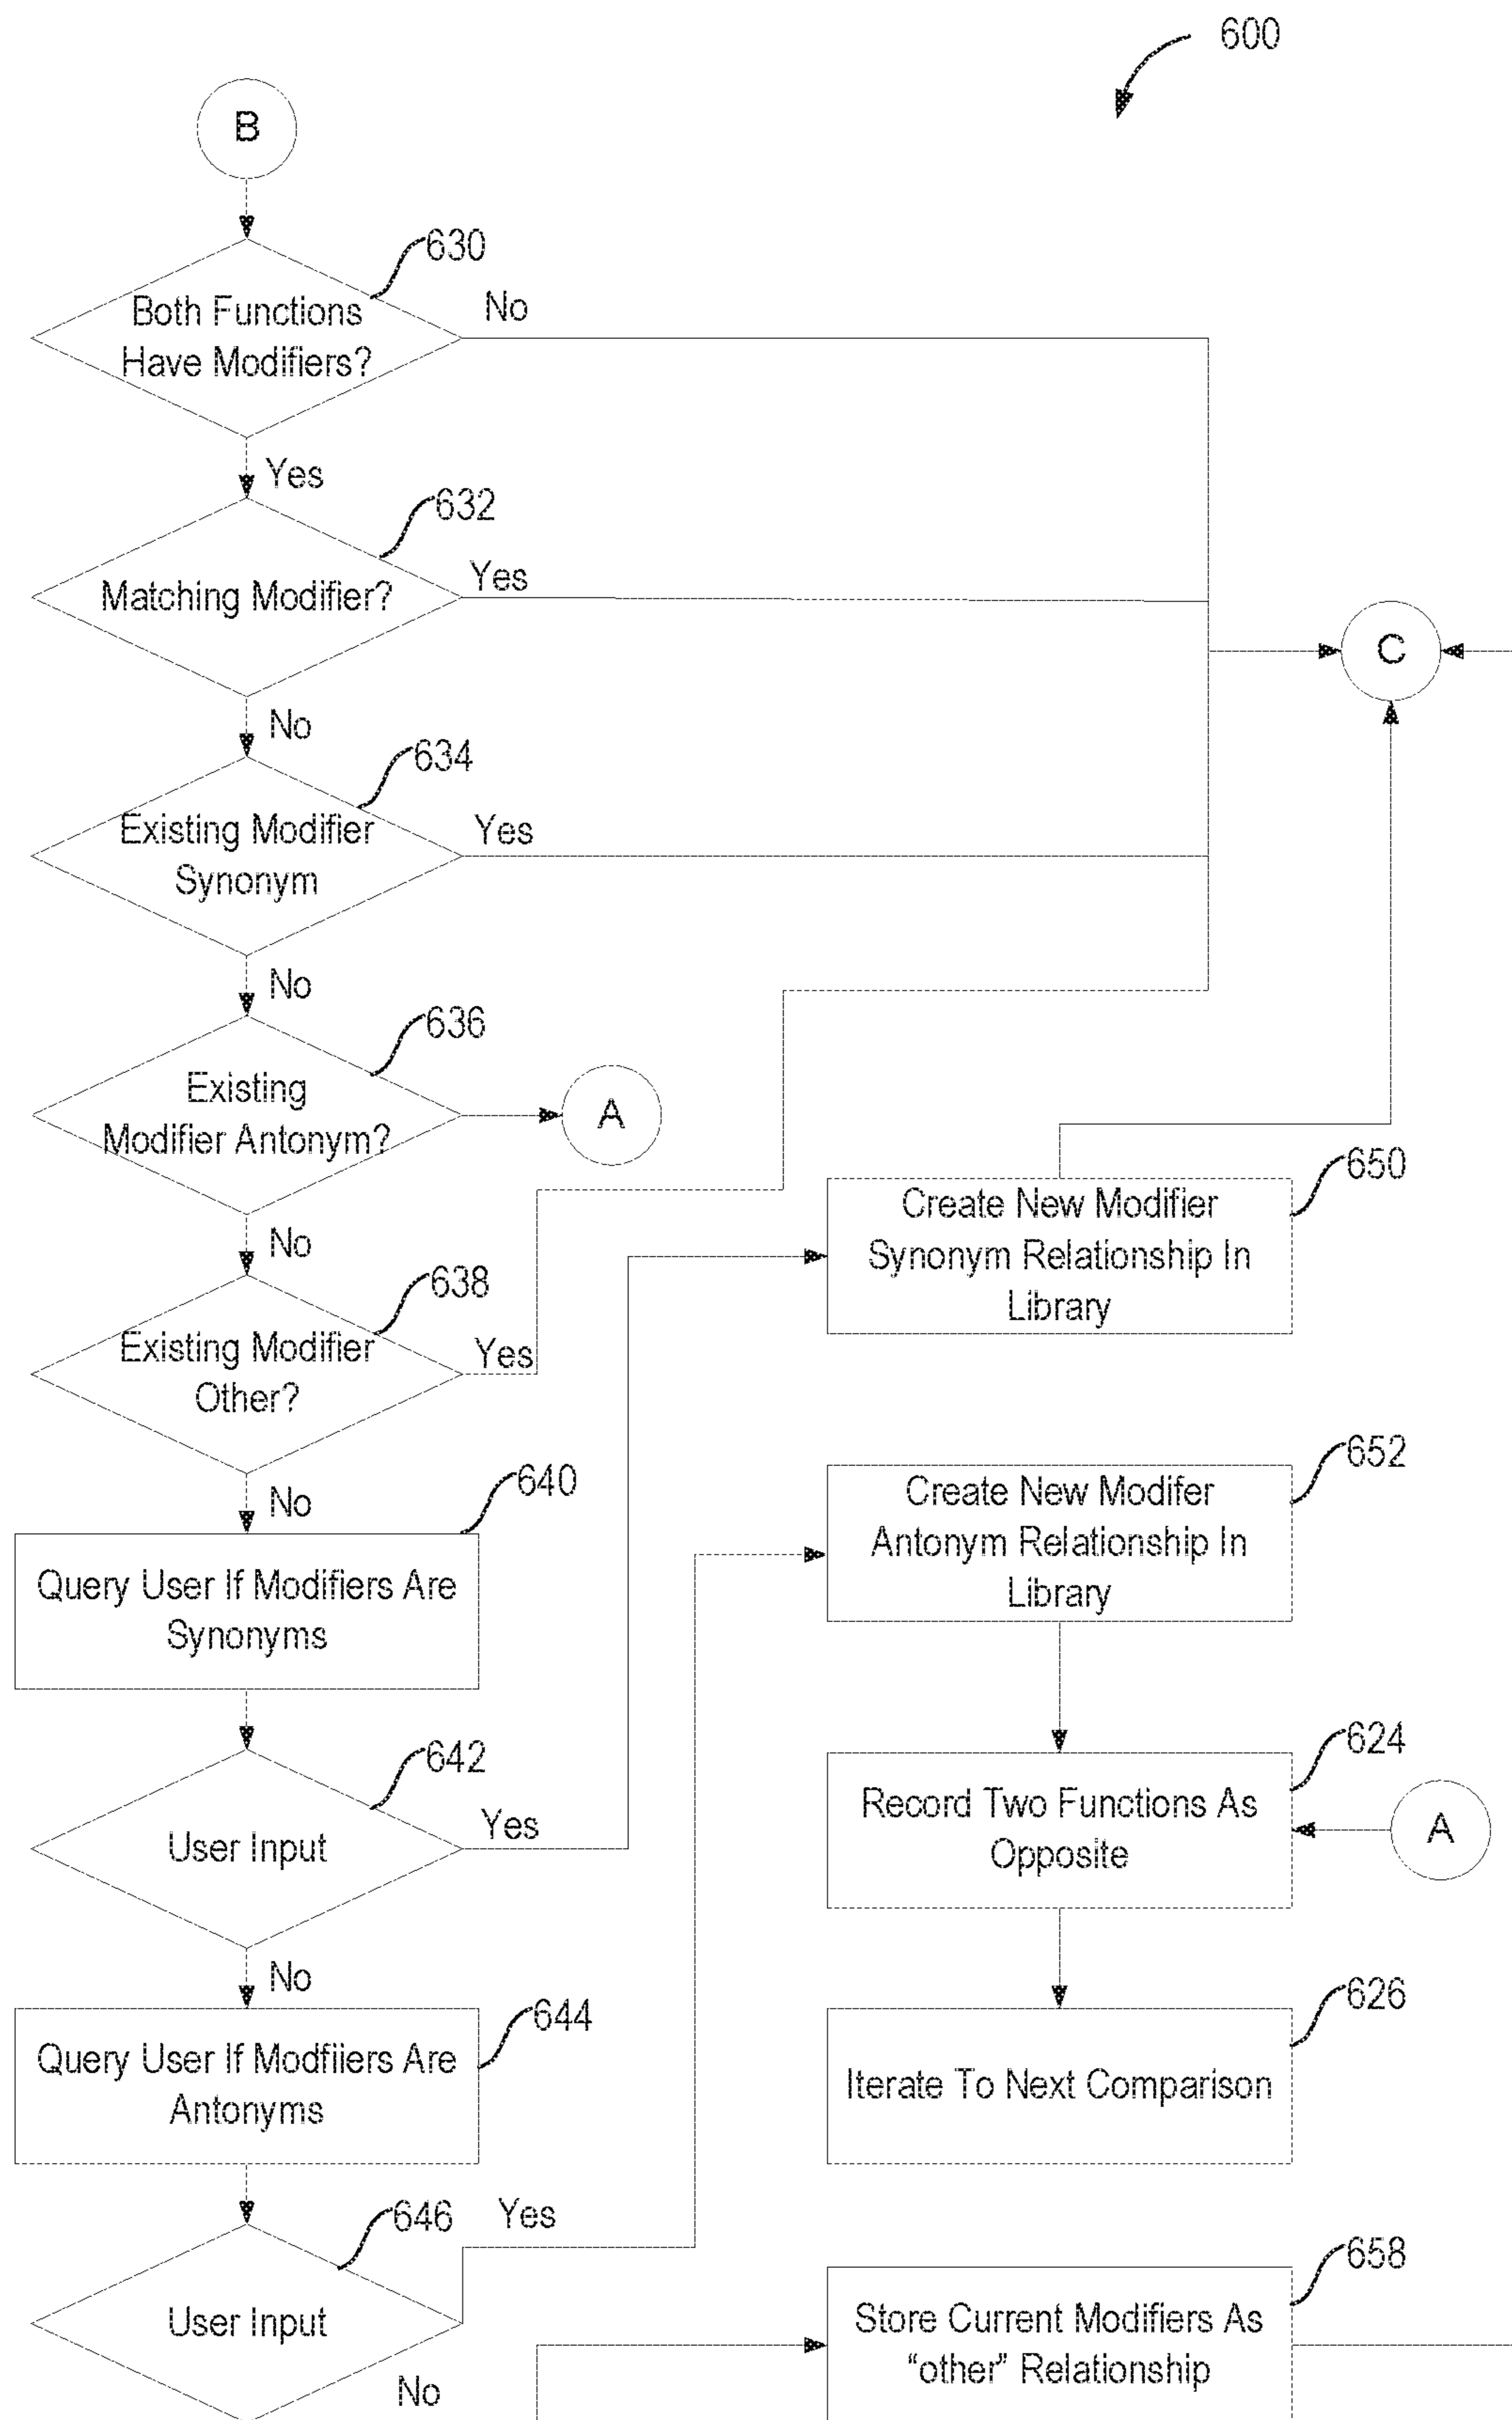 600
B
630
Both Functions
Have Modifiers?
No
Yes
632
Matching Modifier?
Yes
C
No
634
Existing Modifier
Synonym
Yes
No
636
Existing
Modifier Antonym?
A
No
638
Existing Modifier
Other?
Yes
650
Create New Modifier
Synonym Relationship In
Library
No
640
Query User If Modifiers Are
Synonyms
652
Create New Modifer
Antonym Relationship In
Library
642
User Input
Yes
624
Record Two Functions As
Opposite
A
No
644
Query User If Modfiiers Are
Antonyms
626
Iterate To Next Comparison
646
User Input
Yes
No
658
Store Current Modifiers As
“other” Relationship